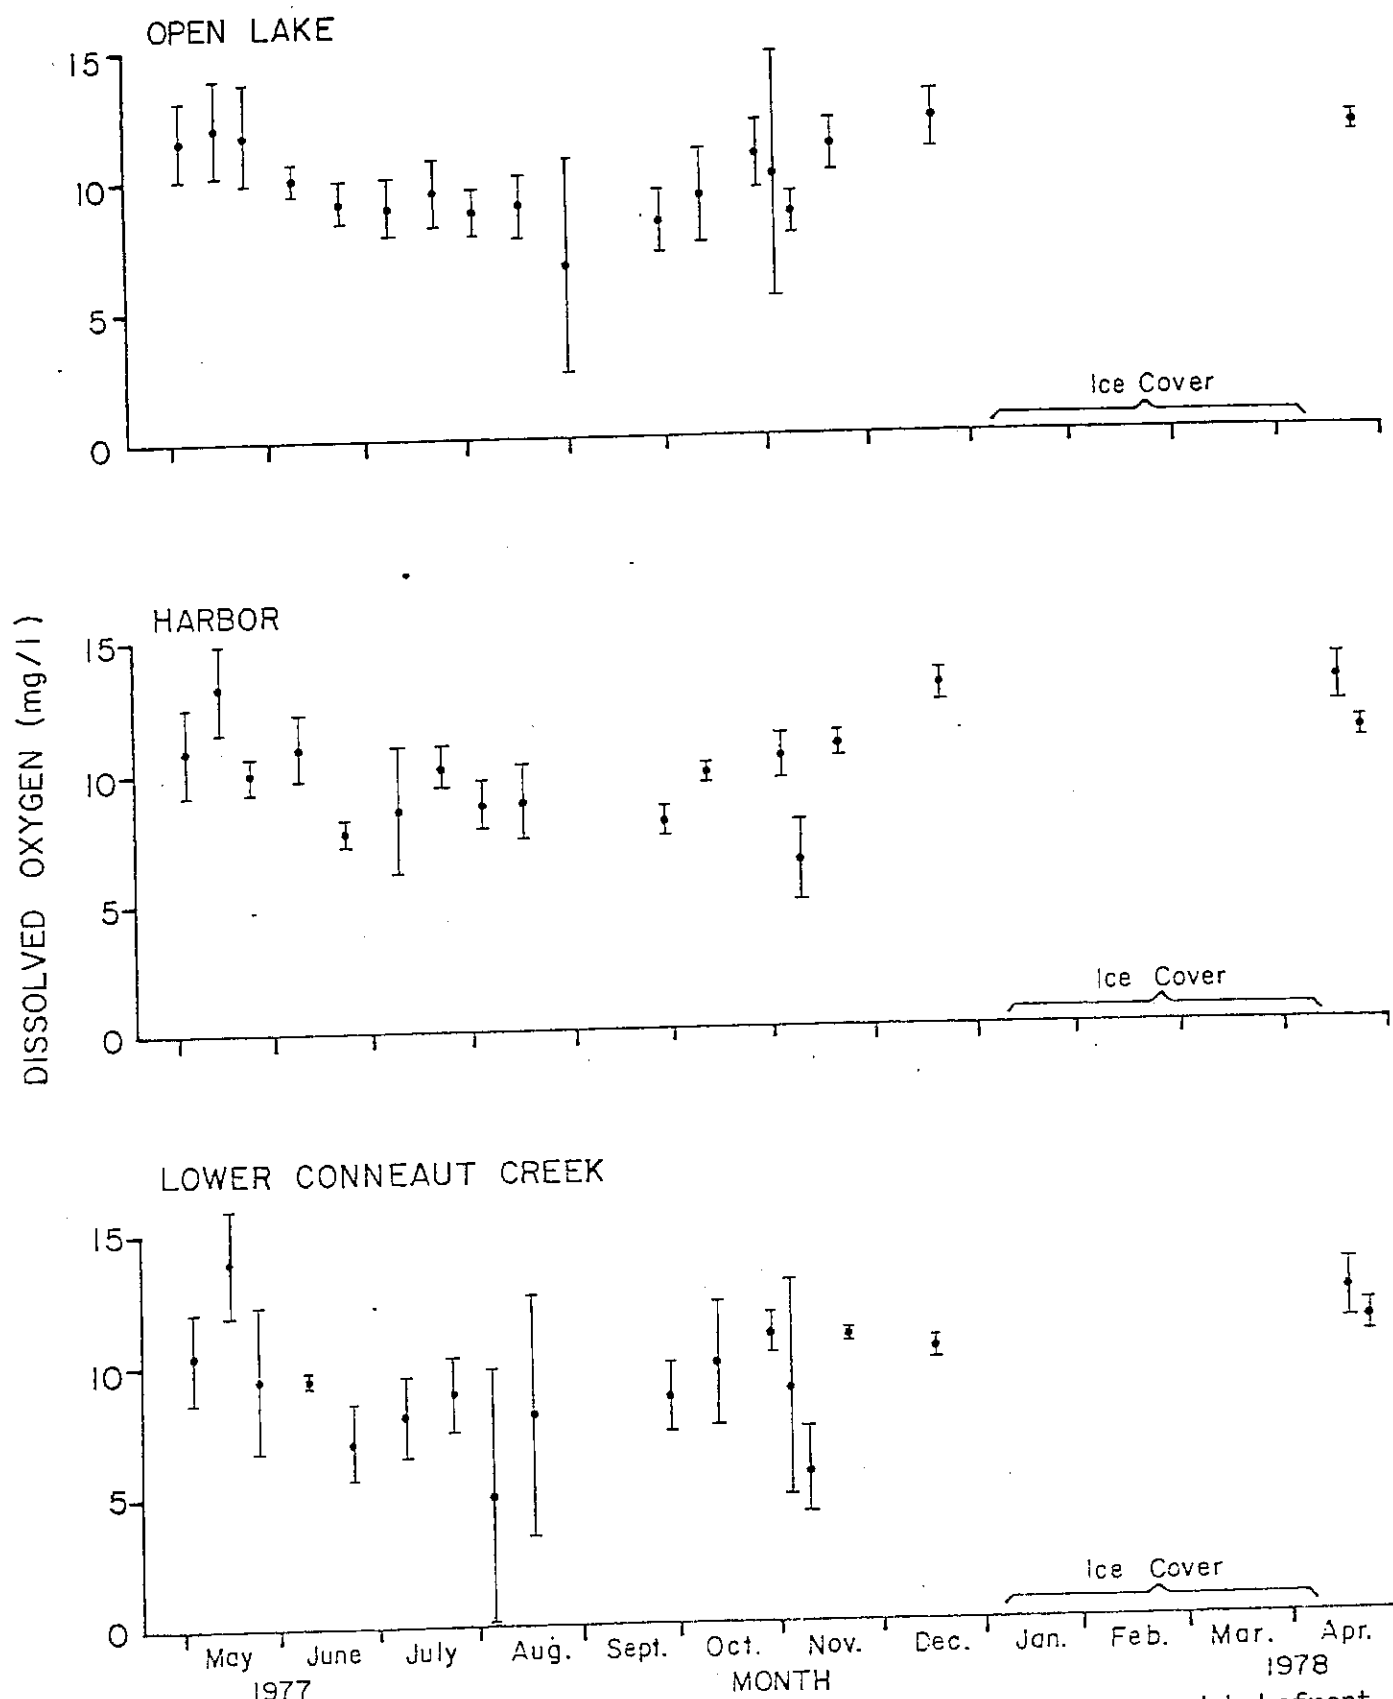 OPEN LAKE
15
10
5
0
Ice Cover
HARBOR
15
10
5
0
Ice Cover
DISSOLVED OXYGEN (mg/l)
LOWER CONNEAUT CREEK
15
10
5
0
Ice Cover
May June July Aug. Sept. Oct. Nov. Dec. Jan. Feb. Mar. Apr.
1977 MONTH 1978